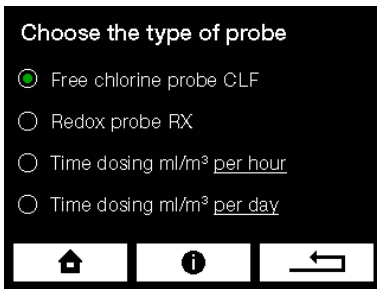 Choose the type of probe
Free chlorine probe CLF
Redox probe RX
Time dosing ml/m³ per hour
Time dosing ml/m³ per day